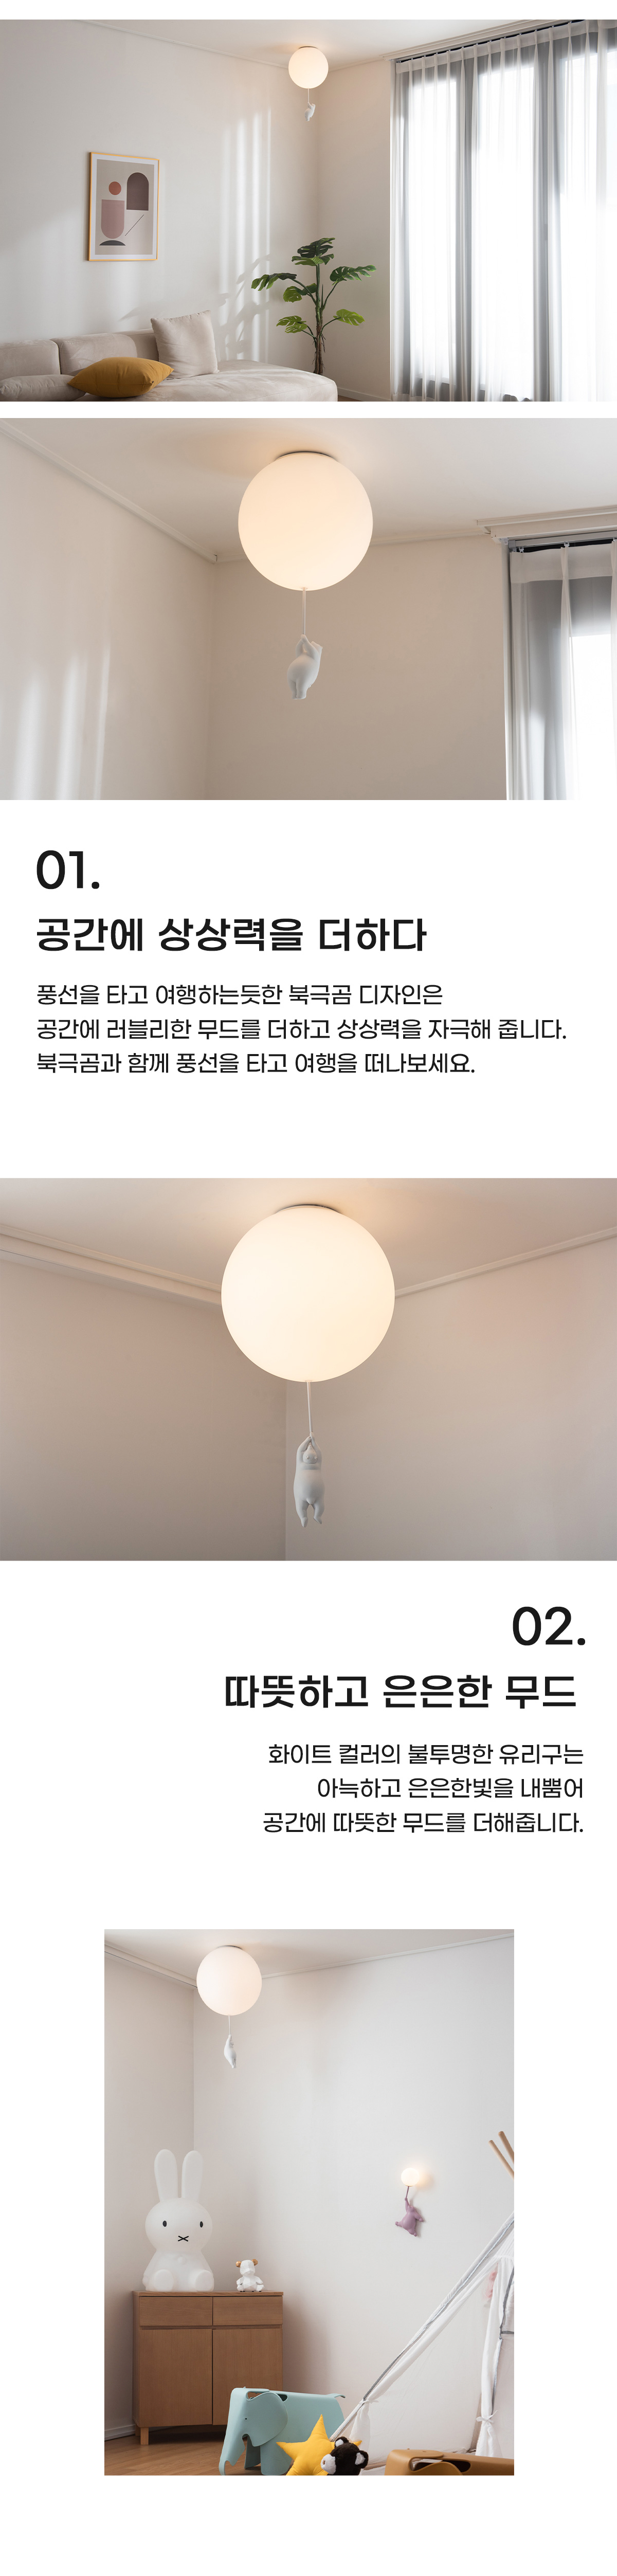 01.
공간에 상상력을 더하다
풍선을 타고 여행하는듯한 북극곰 디자인은
공간에 러블리한 무드를 더하고 상상력을 자극해 줍니다.
북극곰과 함께 풍선을 타고 여행을 떠나보세요.
02.
따뜻하고 은은한 무드
화이트 컬러의 불투명한 유리구는
아늑하고 은은한빛을 내뿜어
공간에 따뜻한 무드를 더해줍니다.